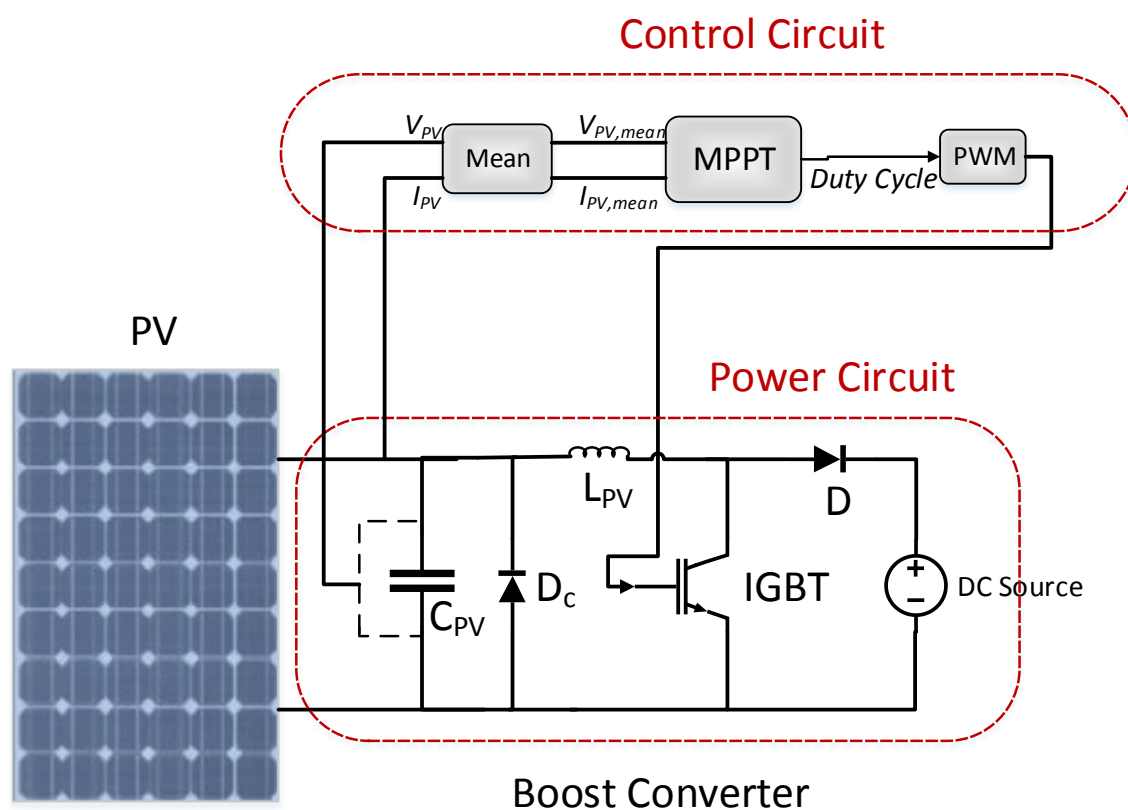 Control Circuit
V_PV
Mean
V_PV,mean
MPPT
PWM
Duty Cycle
I_PV
I_PV,mean
PV
Power Circuit
L_PV
D
C_PV
D_c
IGBT
+
−
DC Source
Boost Converter